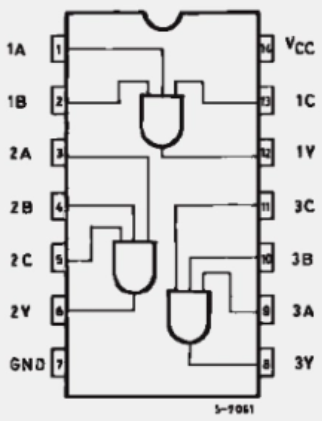 1A 1 14 VCC
1B 2 13 1C
2A 3 12 1Y
2B 4 11 3C
2C 5 10 3B
2Y 6 9 3A
GND 7 8 3Y
S-9061